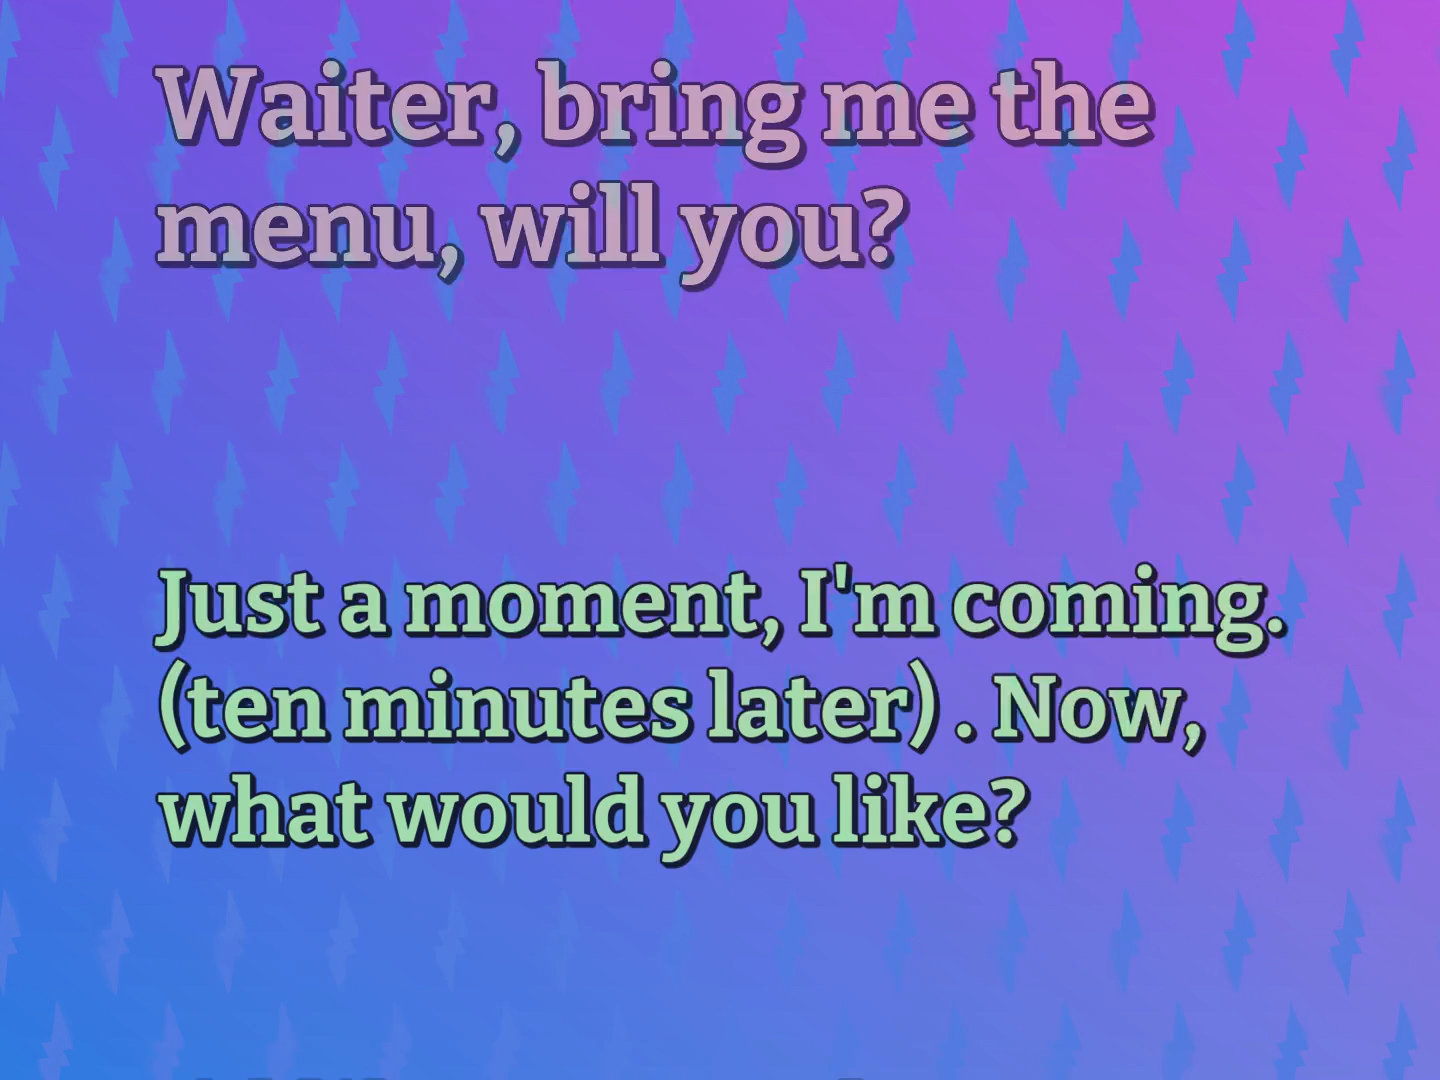 Waiter, bring me the
menu, will you?
Just a moment, I'm coming.
(ten minutes later) . Now,
what would you like?